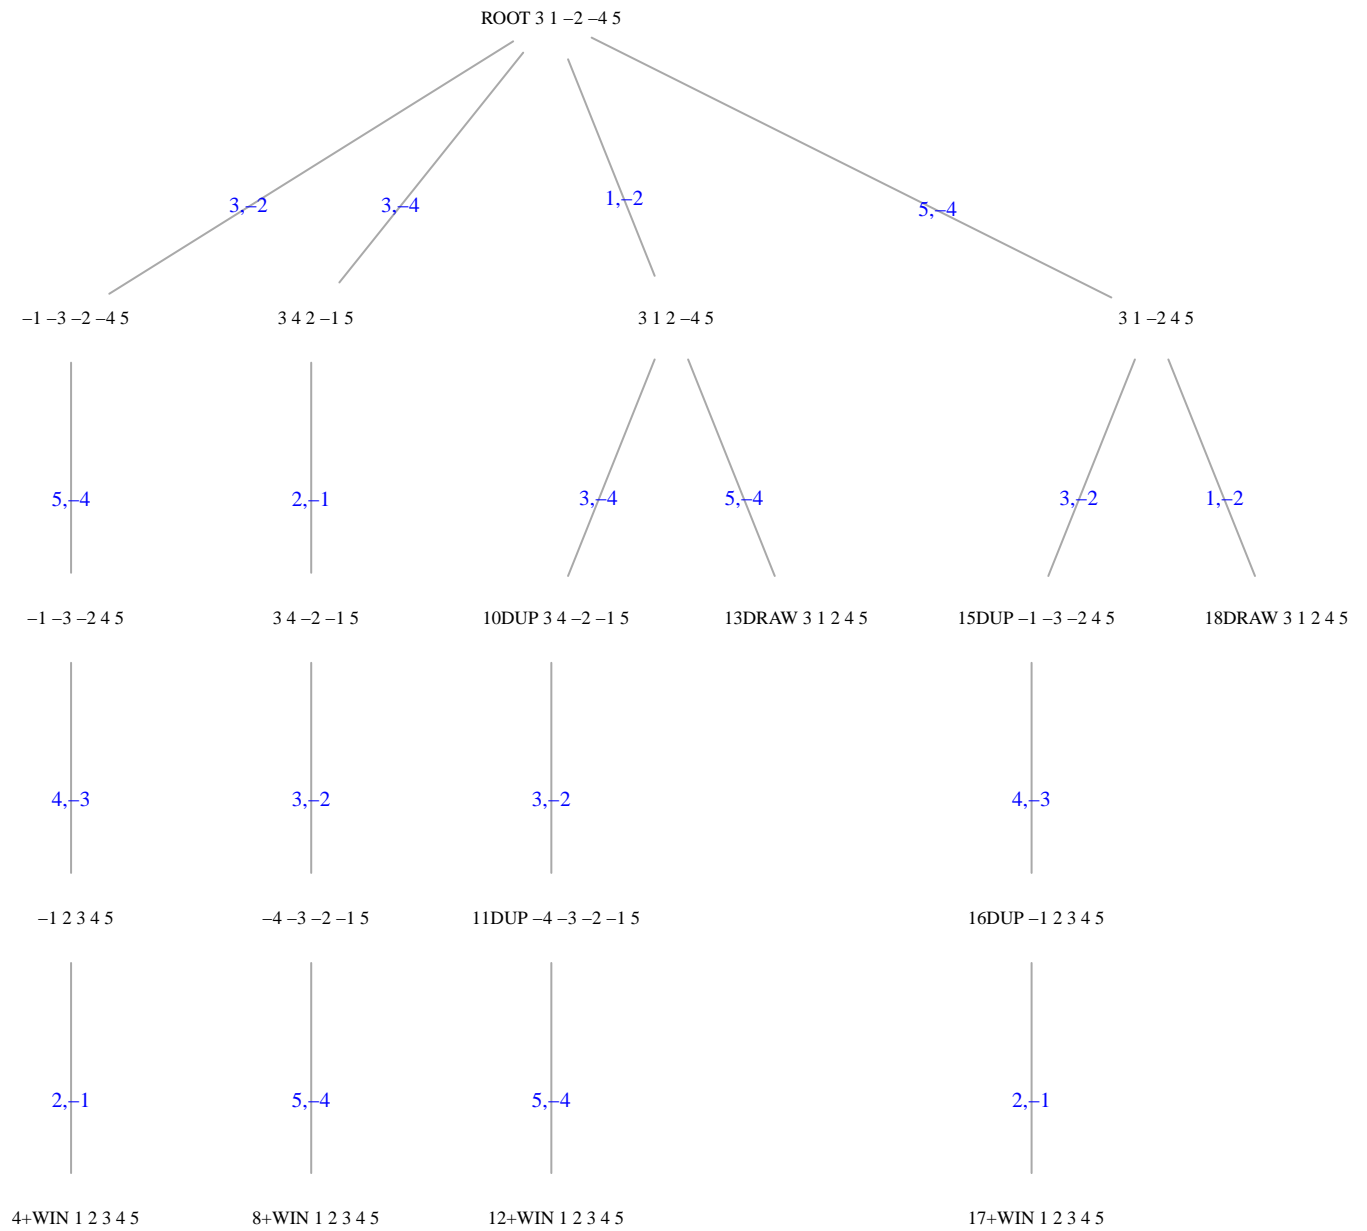 ROOT 3 1 –2 –4 5
3,–2
3,–4
1,–2
5,–4
–1 –3 –2 –4 5
3 4 2 –1 5
3 1 2 –4 5
3 1 –2 4 5
5,–4
2,–1
3,–4
5,–4
3,–2
1,–2
–1 –3 –2 4 5
3 4 –2 –1 5
10DUP 3 4 –2 –1 5
13DRAW 3 1 2 4 5
15DUP –1 –3 –2 4 5
18DRAW 3 1 2 4 5
4,–3
3,–2
3,–2
4,–3
–1 2 3 4 5
–4 –3 –2 –1 5
11DUP –4 –3 –2 –1 5
16DUP –1 2 3 4 5
2,–1
5,–4
5,–4
2,–1
4+WIN 1 2 3 4 5
8+WIN 1 2 3 4 5
12+WIN 1 2 3 4 5
17+WIN 1 2 3 4 5